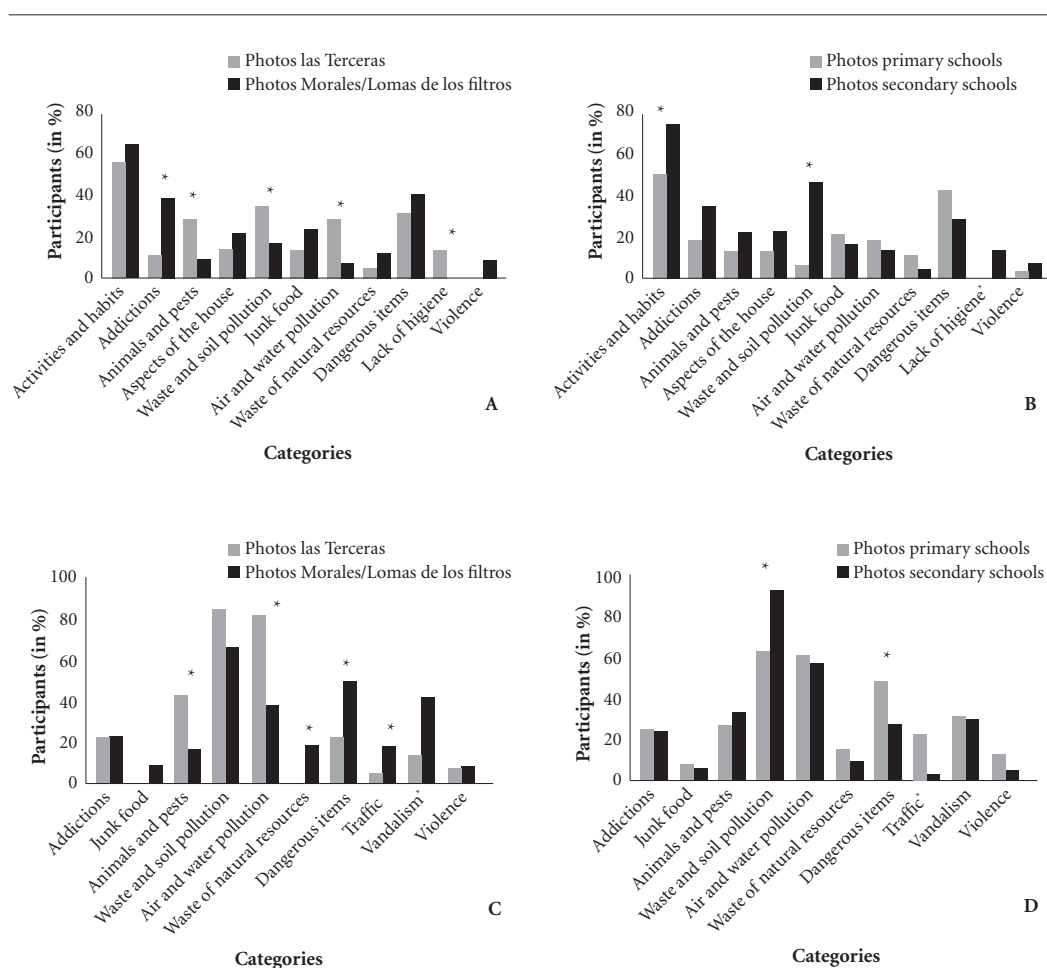 Photos las Terceras
Photos Morales/Lomas de los filtros
Participants (in %)
80
60
40
20
0
Activities and habits
Addictions
Animals and pests
Aspects of the house
Waste and soil pollution
Junk food
Air and water pollution
Waste of natural resources
Dangerous items
Lack of higiene
Violence
* * * * *
A
Categories
Photos primary schools
Photos secondary schools
Participants (in %)
80
60
40
20
0
Activities and habits
Addictions
Animals and pests
Aspects of the house
Waste and soil pollution
Junk food
Air and water pollution
Waste of natural resources
Dangerous items
Lack of higiene*
Violence
* *
B
Categories
Photos las Terceras
Photos Morales/Lomas de los filtros
Participants (in %)
100
80
60
40
20
0
Addictions
Junk food
Animals and pests
Waste and soil pollution
Air and water pollution
Waste of natural resources
Dangerous items
Traffic
Vandalism*
Violence
* * * * *
C
Categories
Photos primary schools
Photos secondary schools
Participants (in %)
100
80
60
40
20
0
Addictions
Junk food
Animals and pests
Waste and soil pollution
Air and water pollution
Waste of natural resources
Dangerous items
Traffic*
Vandalism
Violence
* *
D
Categories